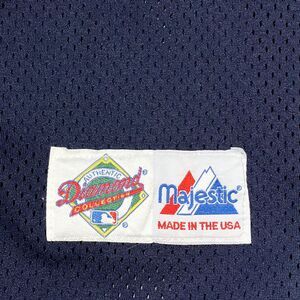 AUTHENTIC
Diamond
COLLECTION
Majestic
MADE IN THE USA